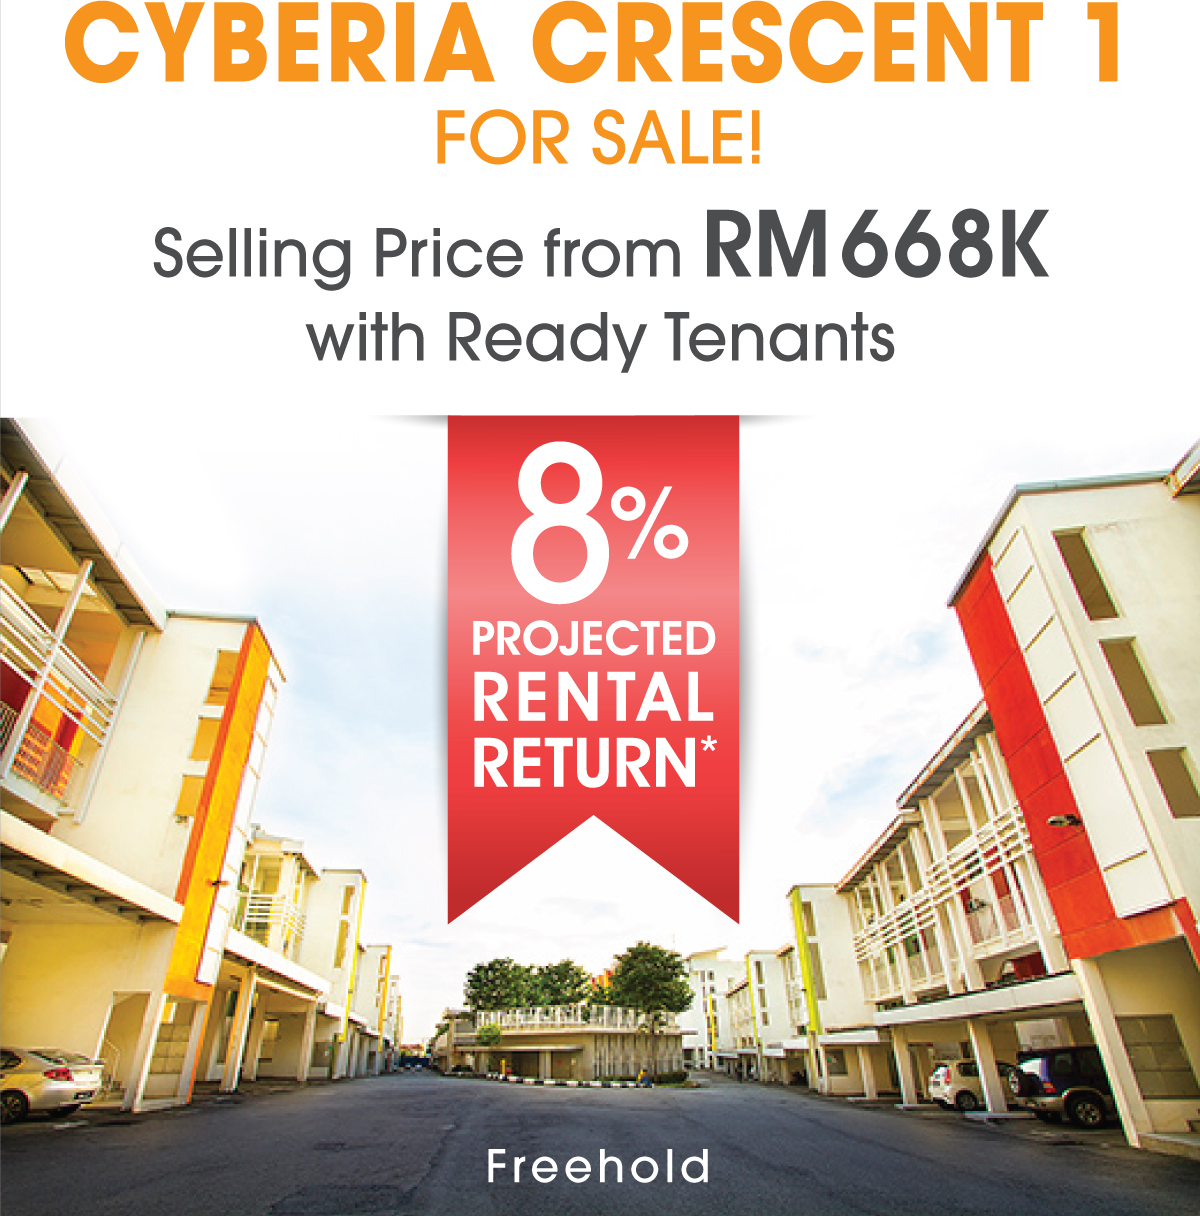 CYBERIA CRESCENT 1
FOR SALE!
Selling Price from RM668K
with Ready Tenants
8%
PROJECTED
RENTAL
RETURN*
Freehold